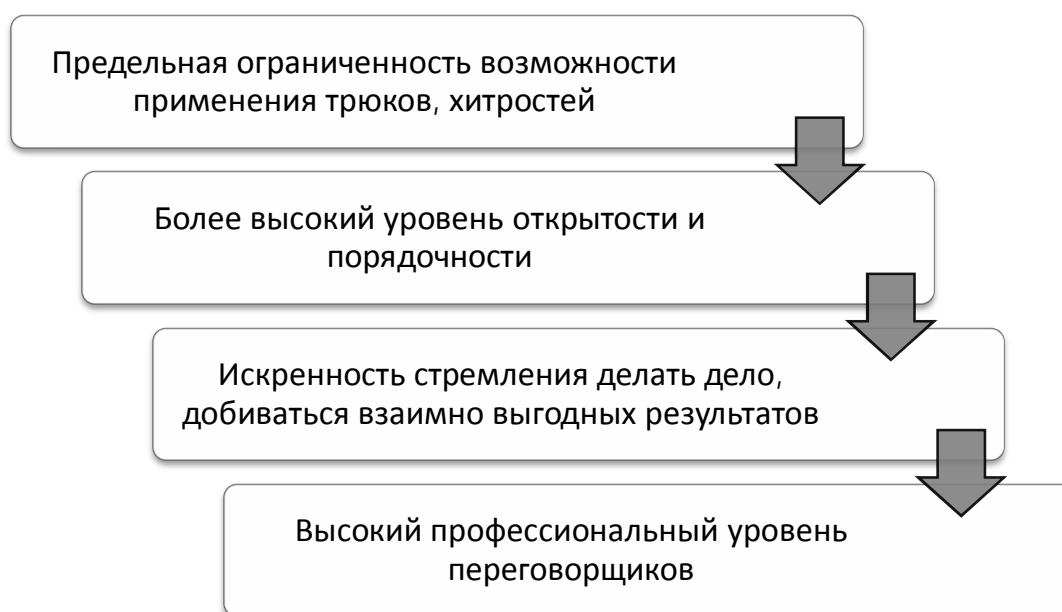 Предельная ограниченность возможности
применения трюков, хитростей
Более высокий уровень открытости и
порядочности
Искренность стремления делать дело,
добиваться взаимно выгодных результатов
Высокий профессиональный уровень
переговорщиков